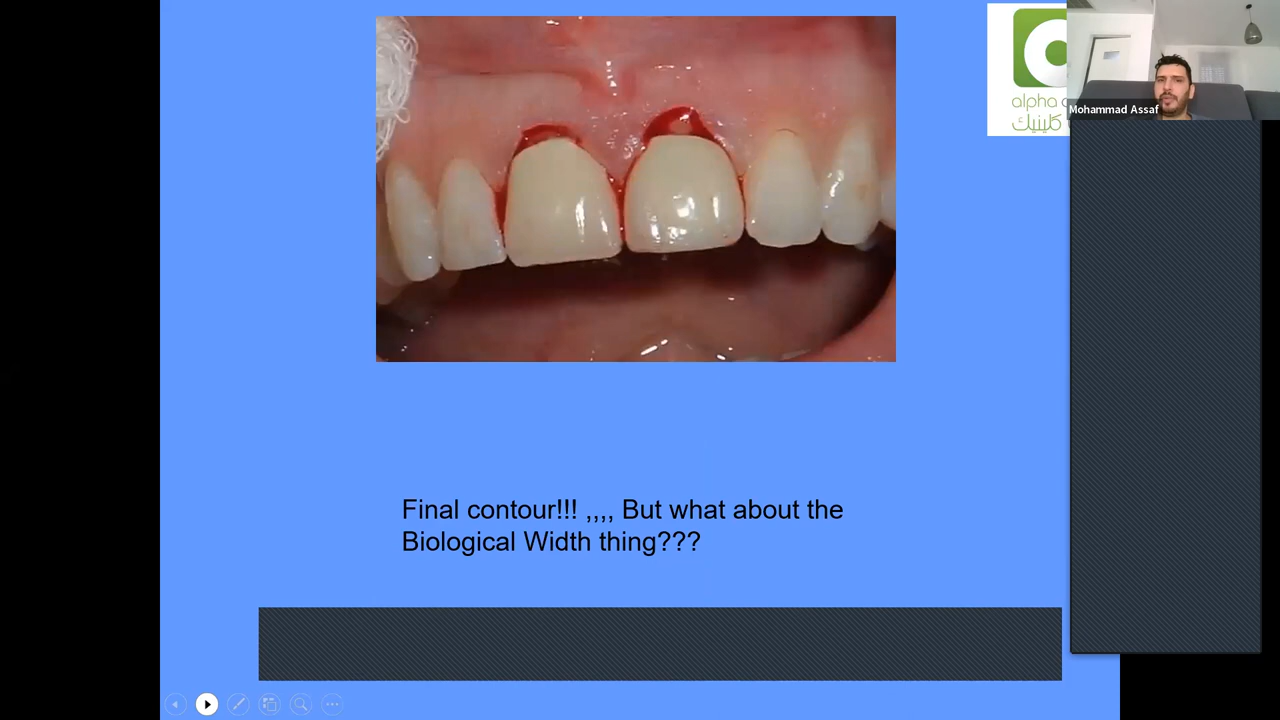 alpha
كلينيك
Mohammad Assaf
Final contour!!! ,,,, But what about the
Biological Width thing???